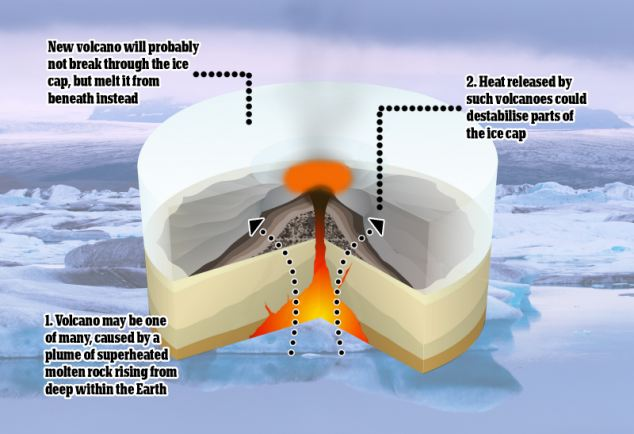 New volcano will probably
not break through the ice
cap, but melt it from
beneath instead
2. Heat released by
such volcanoes could
destabilise parts of
the ice cap
1. Volcano may be one
of many, caused by a
plume of superheated
molten rock rising from
deep within the Earth